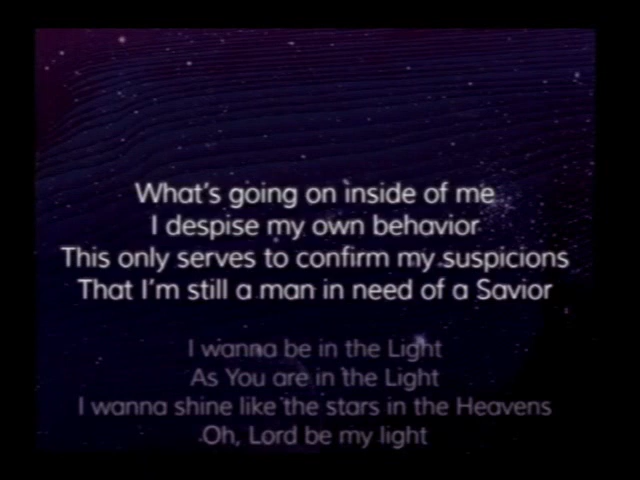 What's going on inside of me
I despise my own behavior
This only serves to confirm my suspicions
That I'm still a man in need of a Savior
I wanna be in the Light
As You are in the Light
I wanna shine like the stars in the Heavens
Oh, Lord be my light